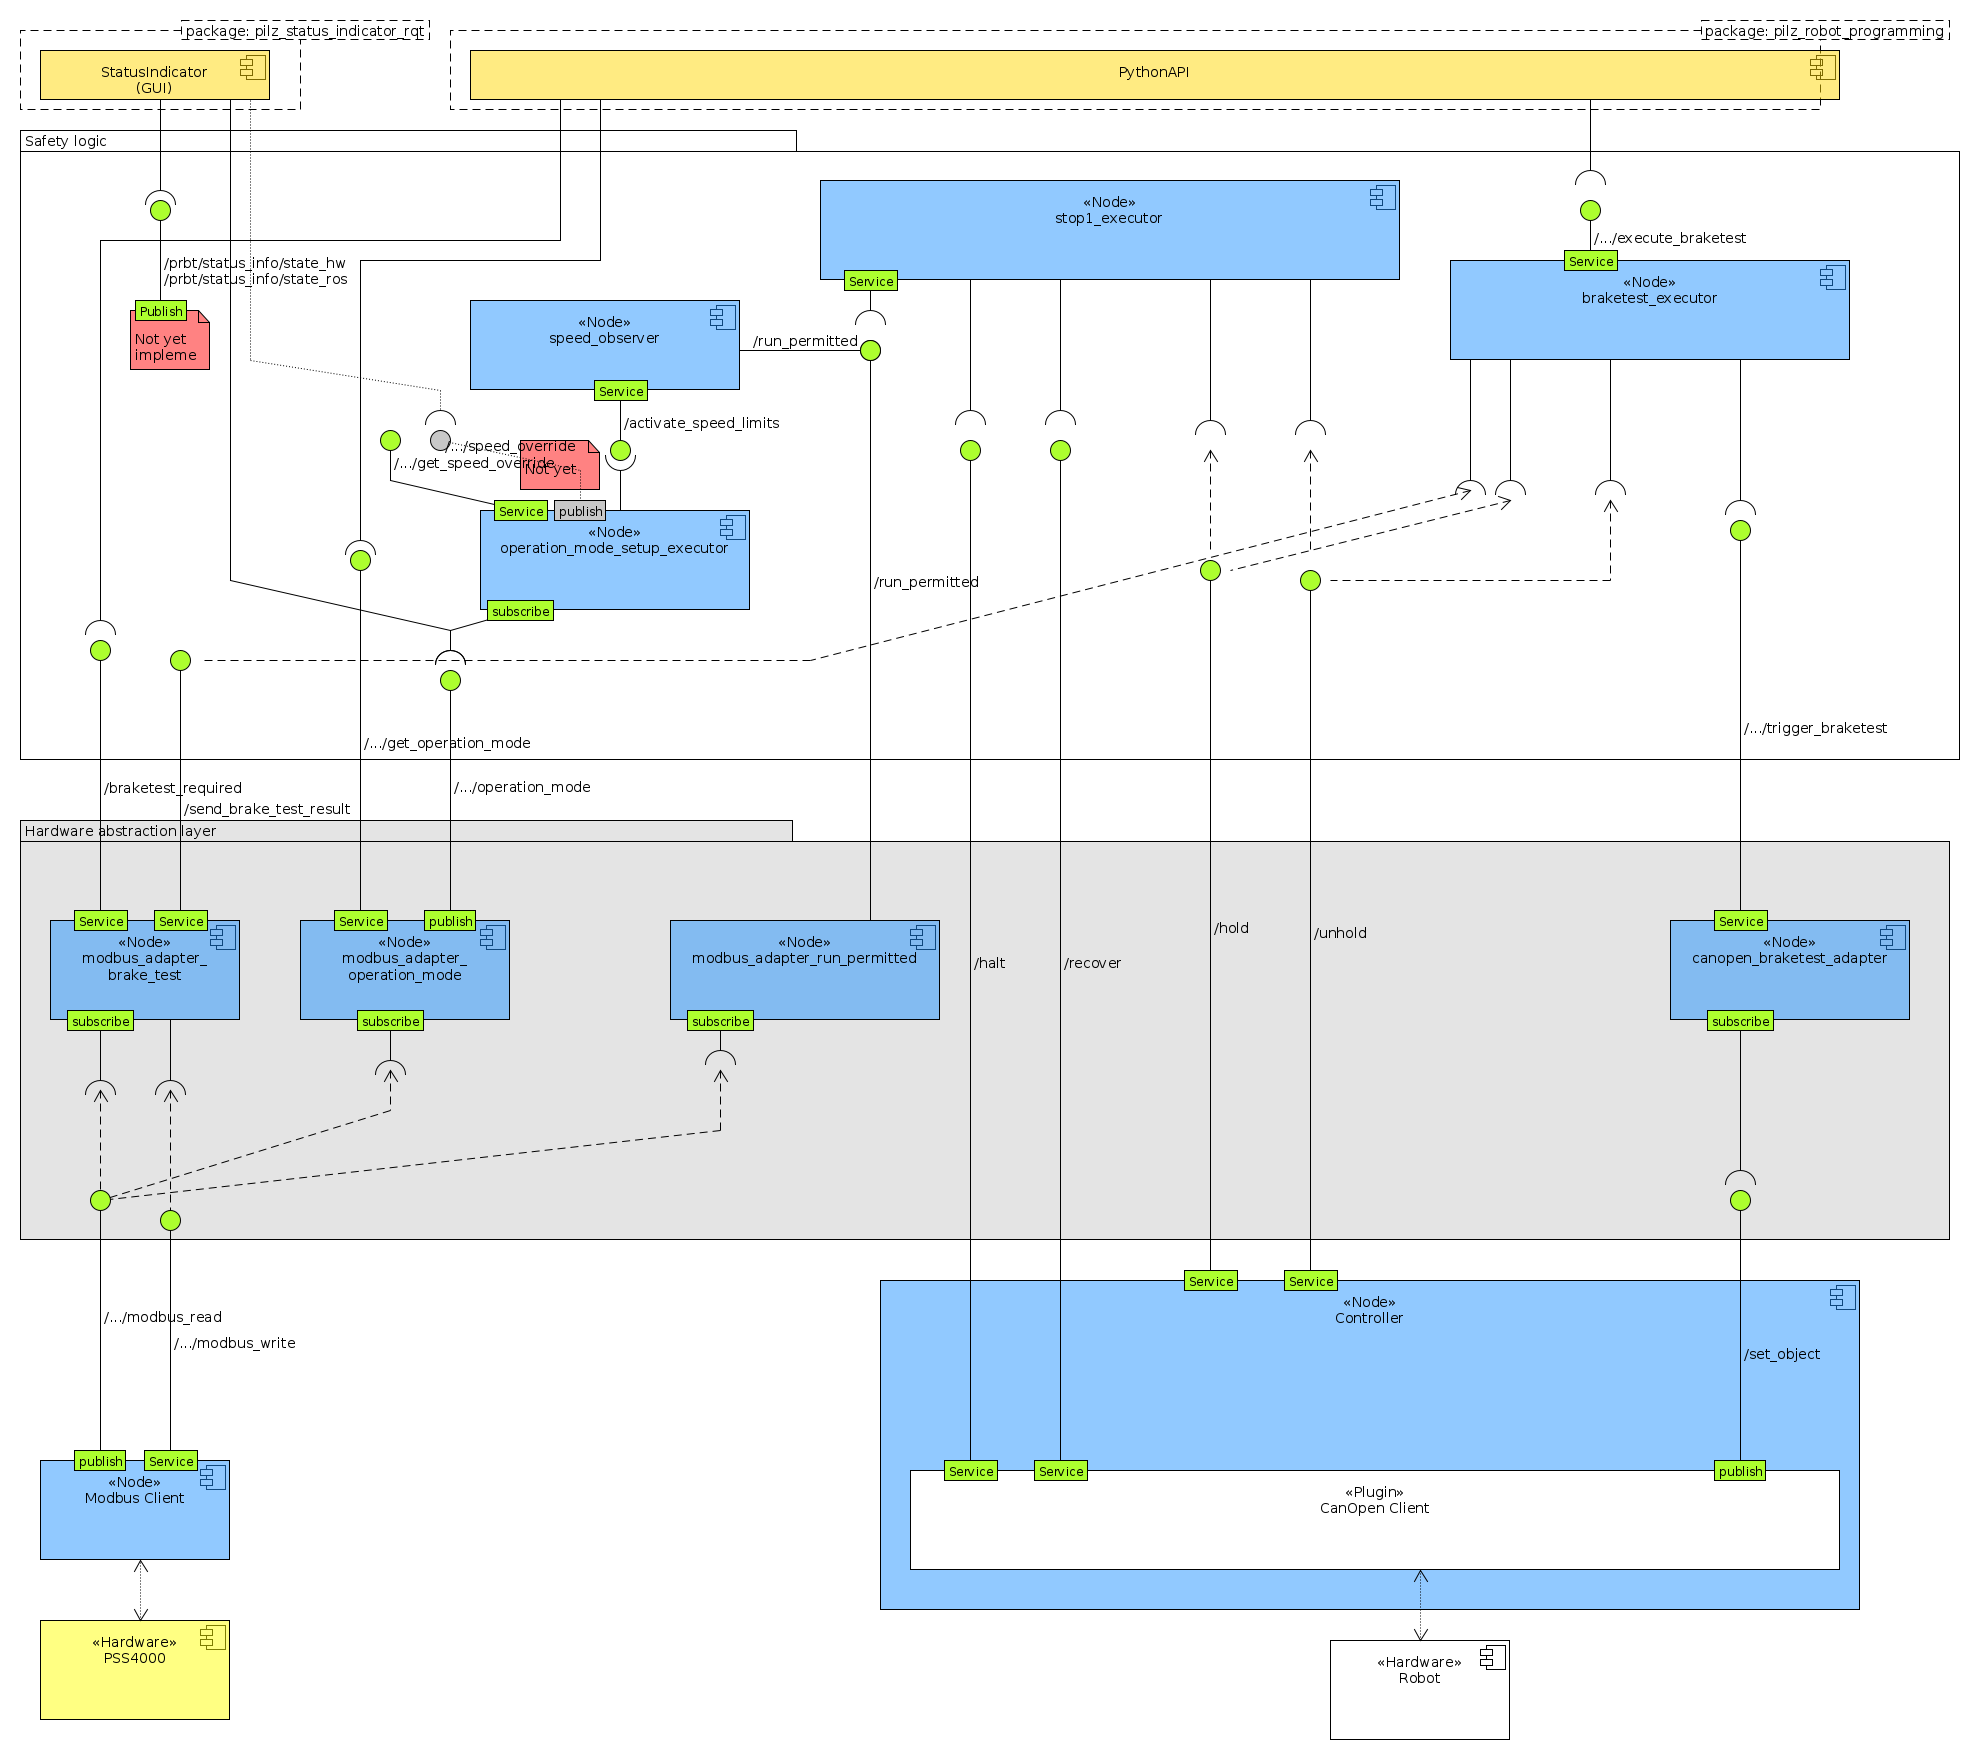 package: pilz_status_indicator_rqt
package: pilz_robot_programming
StatusIndicator
(GUI)
PythonAPI
Safety logic
«Node»
stop1_executor
Service
/.../execute_braketest
Service
«Node»
braketest_executor
/prbt/status_info/state_hw
/prbt/status_info/state_ros
Publish
Not yet
impleme
«Node»
speed_observer
Service
/run_permitted
/activate_speed_limits
/.../speed_override
/.../get_speed_override
Not yet
Service
publish
«Node»
operation_mode_setup_executor
subscribe
/run_permitted
/.../get_operation_mode
/.../trigger_braketest
/braketest_required
/.../operation_mode
/send_brake_test_result
Hardware abstraction layer
Service
Service
«Node»
modbus_adapter_
brake_test
subscribe
Service
publish
«Node»
modbus_adapter_
operation_mode
subscribe
«Node»
modbus_adapter_run_permitted
subscribe
/halt
/recover
/hold
/unhold
Service
«Node»
canopen_braketest_adapter
subscribe
Service
Service
«Node»
Controller
/.../modbus_read
/.../modbus_write
/set_object
publish
Service
«Node»
Modbus Client
Service
Service
publish
«Plugin»
CanOpen Client
«Hardware»
PSS4000
«Hardware»
Robot